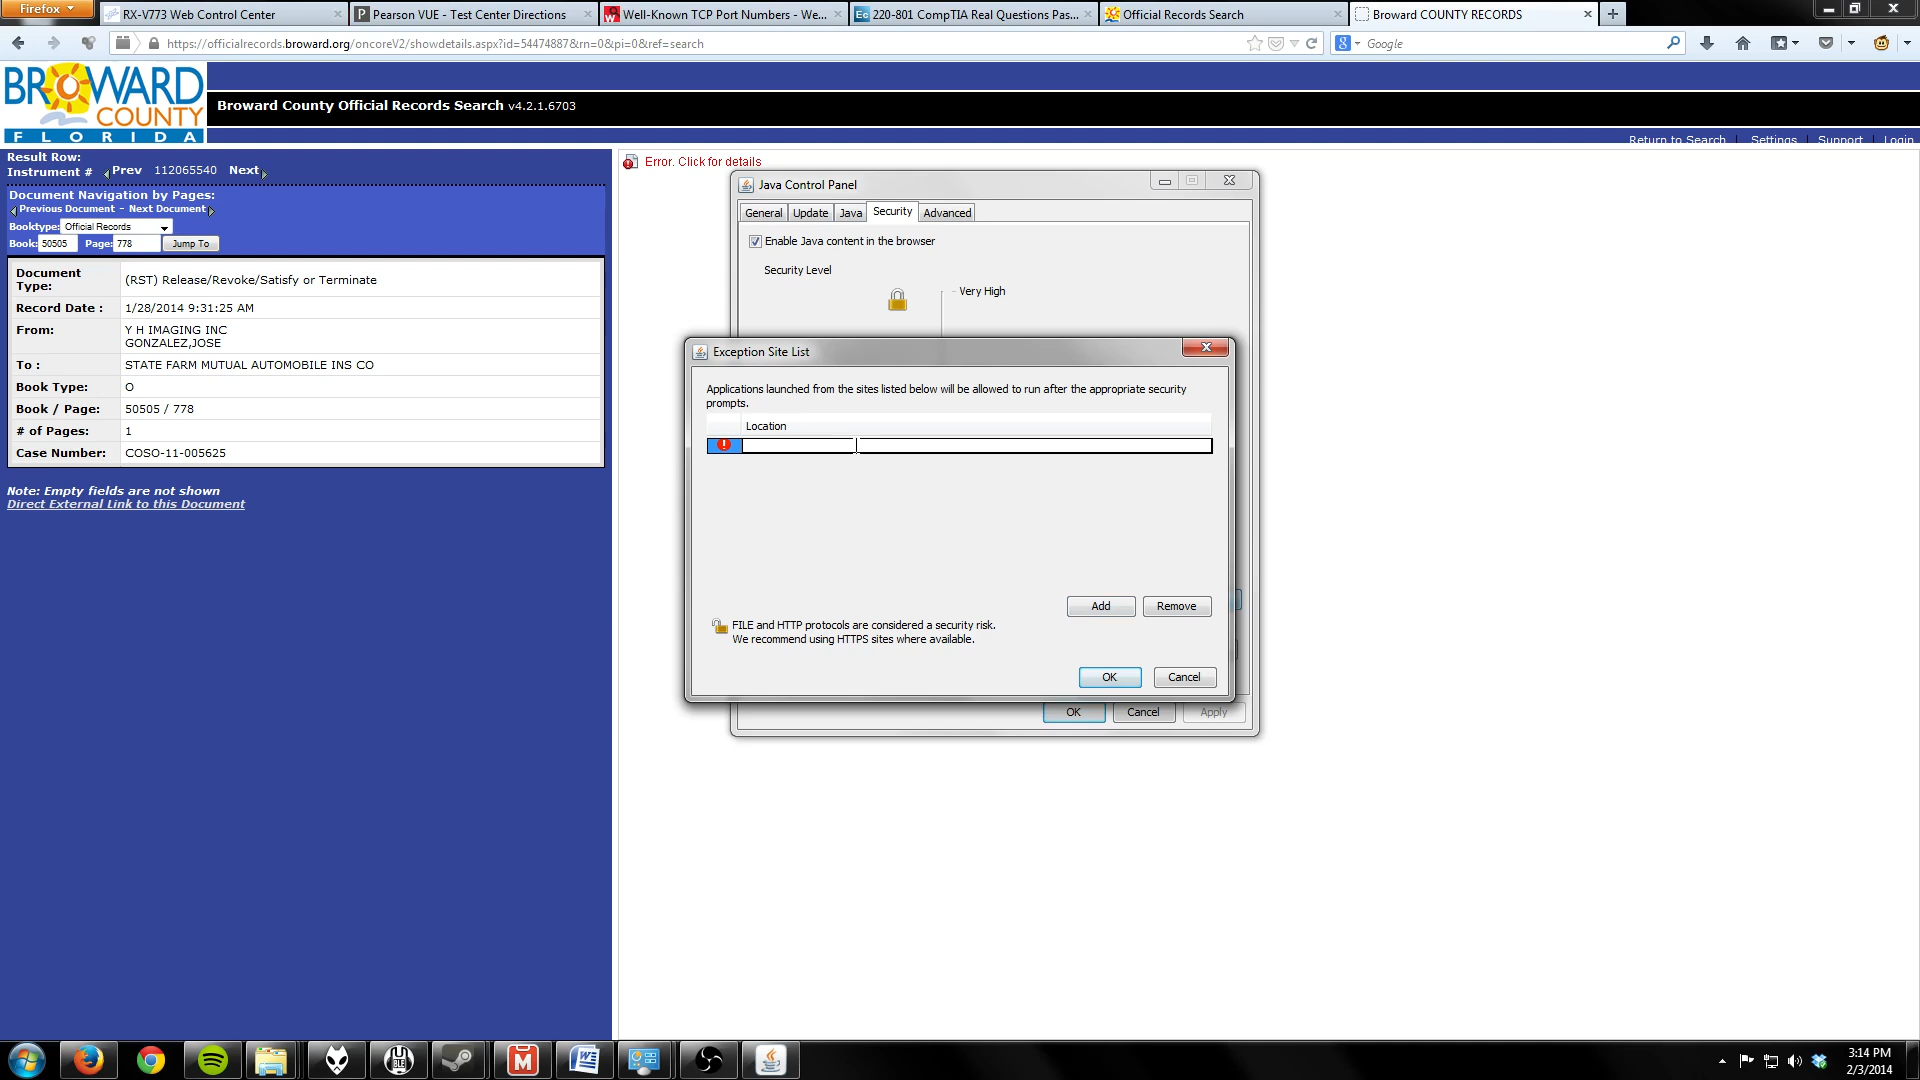 Firefox
RX-V773 Web Control Center
Pearson VUE - Test Center Directions
Well-Known TCP Port Numbers - We...
220-801 CompTIA Real Questions Pas...
Official Records Search
Broward COUNTY RECORDS
https://officialrecords.broward.org/oncoreV2/showdetails.aspx?id=54474887&rn=0&pi=0&ref=search
Google
BROWARD
COUNTY
FLORIDA
Broward County Official Records Search v4.2.1.6703
Return to Search | Settings | Support | Login
Result Row:
Instrument # Prev 112065540 Next
Document Navigation by Pages:
Previous Document - Next Document
Booktype: Official Records
Book: 50505 Page: 778 Jump To
Document Type: (RST) Release/Revoke/Satisfy or Terminate
Record Date : 1/28/2014 9:31:25 AM
From: Y H IMAGING INC
GONZALEZ,JOSE
To : STATE FARM MUTUAL AUTOMOBILE INS CO
Book Type: O
Book / Page: 50505 / 778
# of Pages: 1
Case Number: COSO-11-005625
Note: Empty fields are not shown
Direct External Link to this Document
Error. Click for details
Java Control Panel
General Update Java Security Advanced
Enable Java content in the browser
Security Level
Very High
Exception Site List
Applications launched from the sites listed below will be allowed to run after the appropriate security
prompts.
Location
Add Remove
FILE and HTTP protocols are considered a security risk.
We recommend using HTTPS sites where available.
OK Cancel
OK Cancel Apply
3:14 PM
2/3/2014